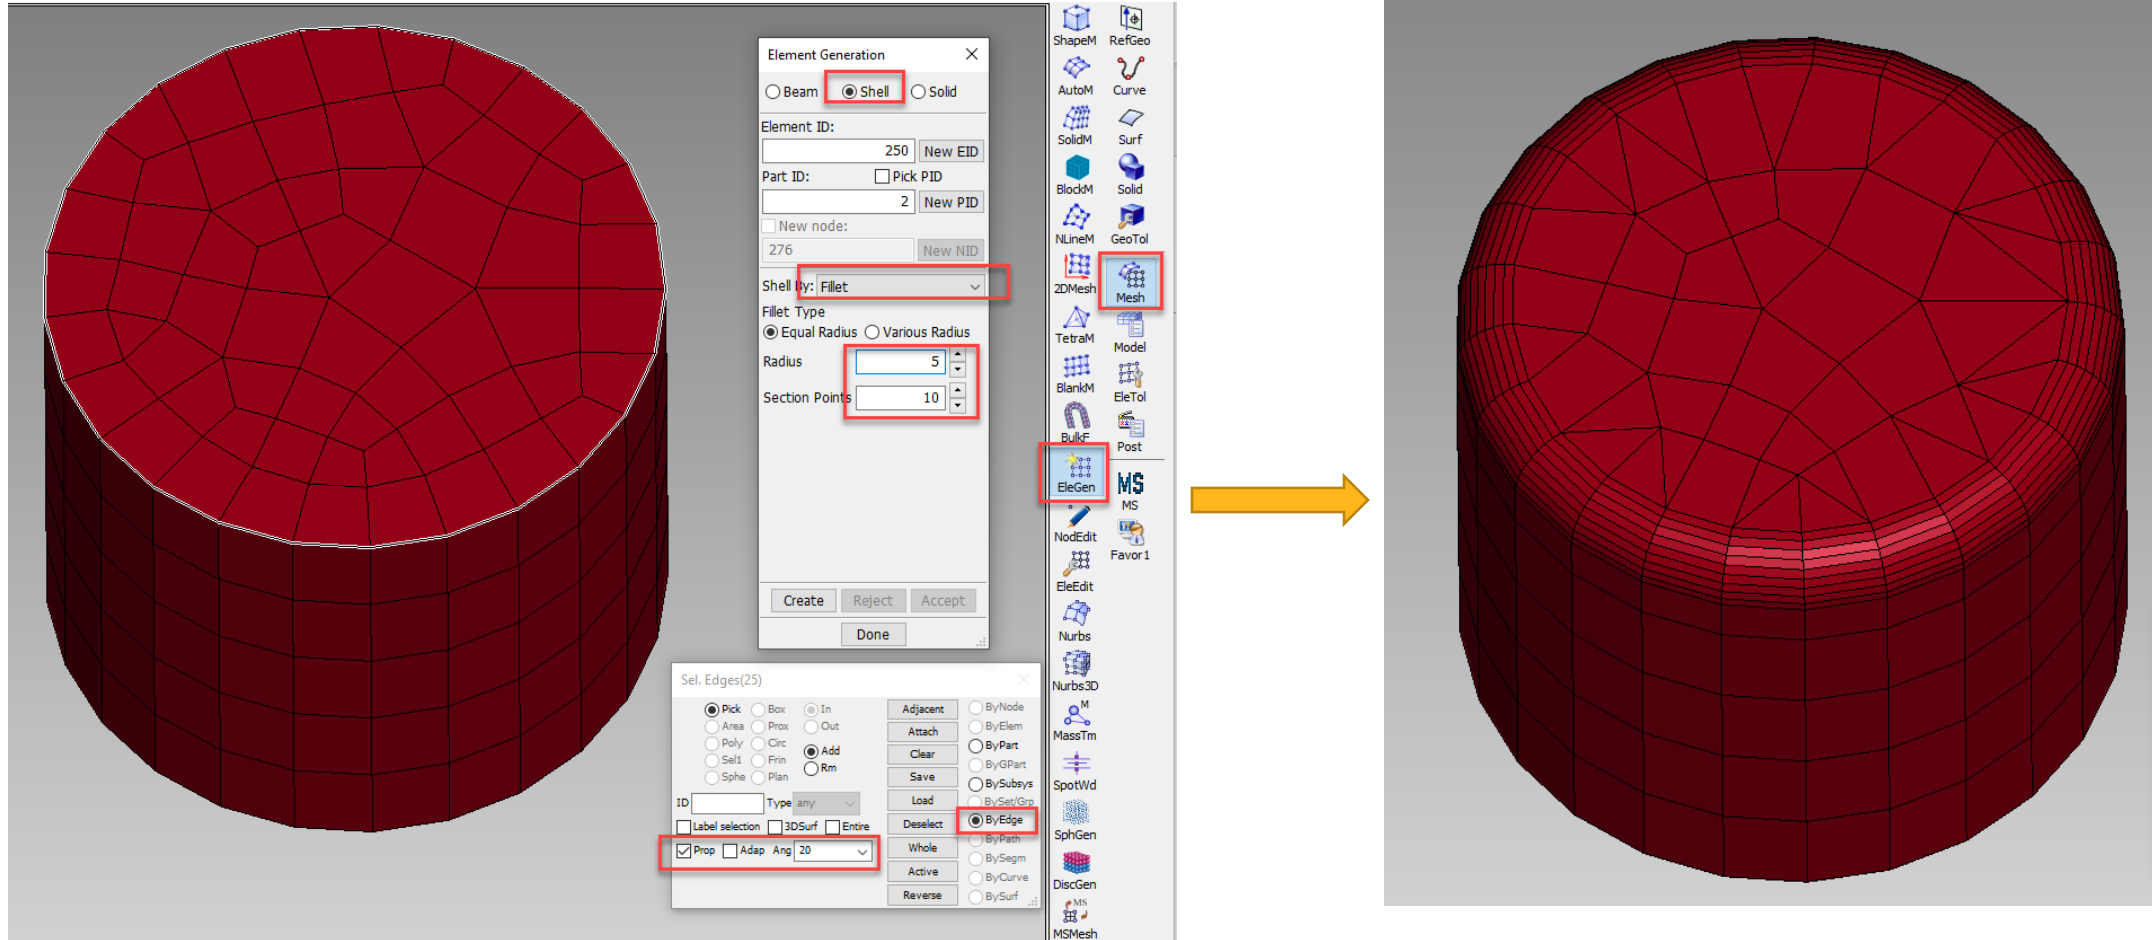 Element Generation
Beam Shell Solid
Element ID:
250 New EID
Part ID: Pick PID
2 New PID
New node:
276 New NID
Shell By: Fillet
Fillet Type
Equal Radius Various Radius
Radius 5
Section Points 10
Create Reject Accept
Done
Sel. Edges(25)
Pick Box In
Area Prox Out
Poly Circ
Add
Sel1 Frin
Rm
Sphe Plan
ID Type any
Label selection 3DSurf Entire
Prop Adap Ang 20
Adjacent
Attach
Clear
Save
Load
Deselect
Whole
Active
Reverse
ByNode
ByElem
ByPart
ByGPart
BySubsys
BySet/Grp
ByEdge
ByPath
BySegm
ByCurve
BySurf
ShapeM RefGeo
AutoM Curve
SolidM Surf
BlockM Solid
NLineM GeoTol
2DMesh Mesh
TetraM Model
BlankM EleTol
BulkF Post
EleGen MS
MS
NodEdit Favor1
EleEdit
Nurbs
Nurbs3D
M
MassTm
SpotWd
SphGen
DiscGen
MS
MSMesh